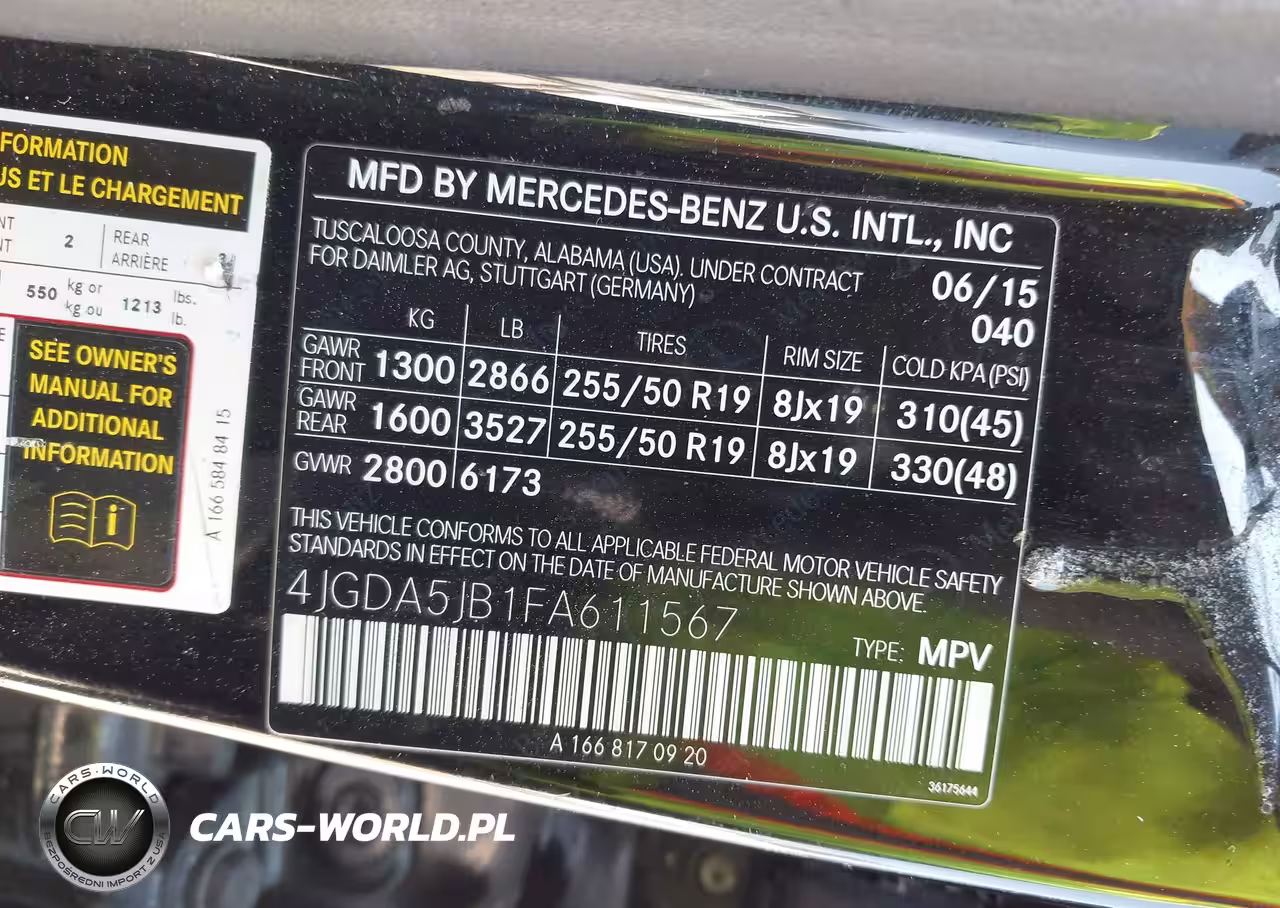 FORMATION
US ET LE CHARGEMENT
NT
NT
2
REAR
ARRIÈRE
550 kg or
kg ou 1213 lbs.
lb.
SEE OWNER'S
MANUAL FOR
ADDITIONAL
INFORMATION
A 166 584 84 15
MFD BY MERCEDES-BENZ U.S. INTL., INC
TUSCALOOSA COUNTY, ALABAMA (USA). UNDER CONTRACT
FOR DAIMLER AG, STUTTGART (GERMANY)
06/15
040
KG LB TIRES RIM SIZE COLD KPA (PSI)
GAWR
FRONT 1300 2866 255/50 R19 8Jx19 310(45)
GAWR
REAR 1600 3527 255/50 R19 8Jx19 330(48)
GVWR 2800 6173
THIS VEHICLE CONFORMS TO ALL APPLICABLE FEDERAL MOTOR VEHICLE SAFETY
STANDARDS IN EFFECT ON THE DATE OF MANUFACTURE SHOWN ABOVE.
4JGDA5JB1FA611567
TYPE: MPV
A 166 817 09 20
36175644
CARS-WORLD
CW
BEZPOŚREDNI IMPORT Z USA
CARS-WORLD.PL